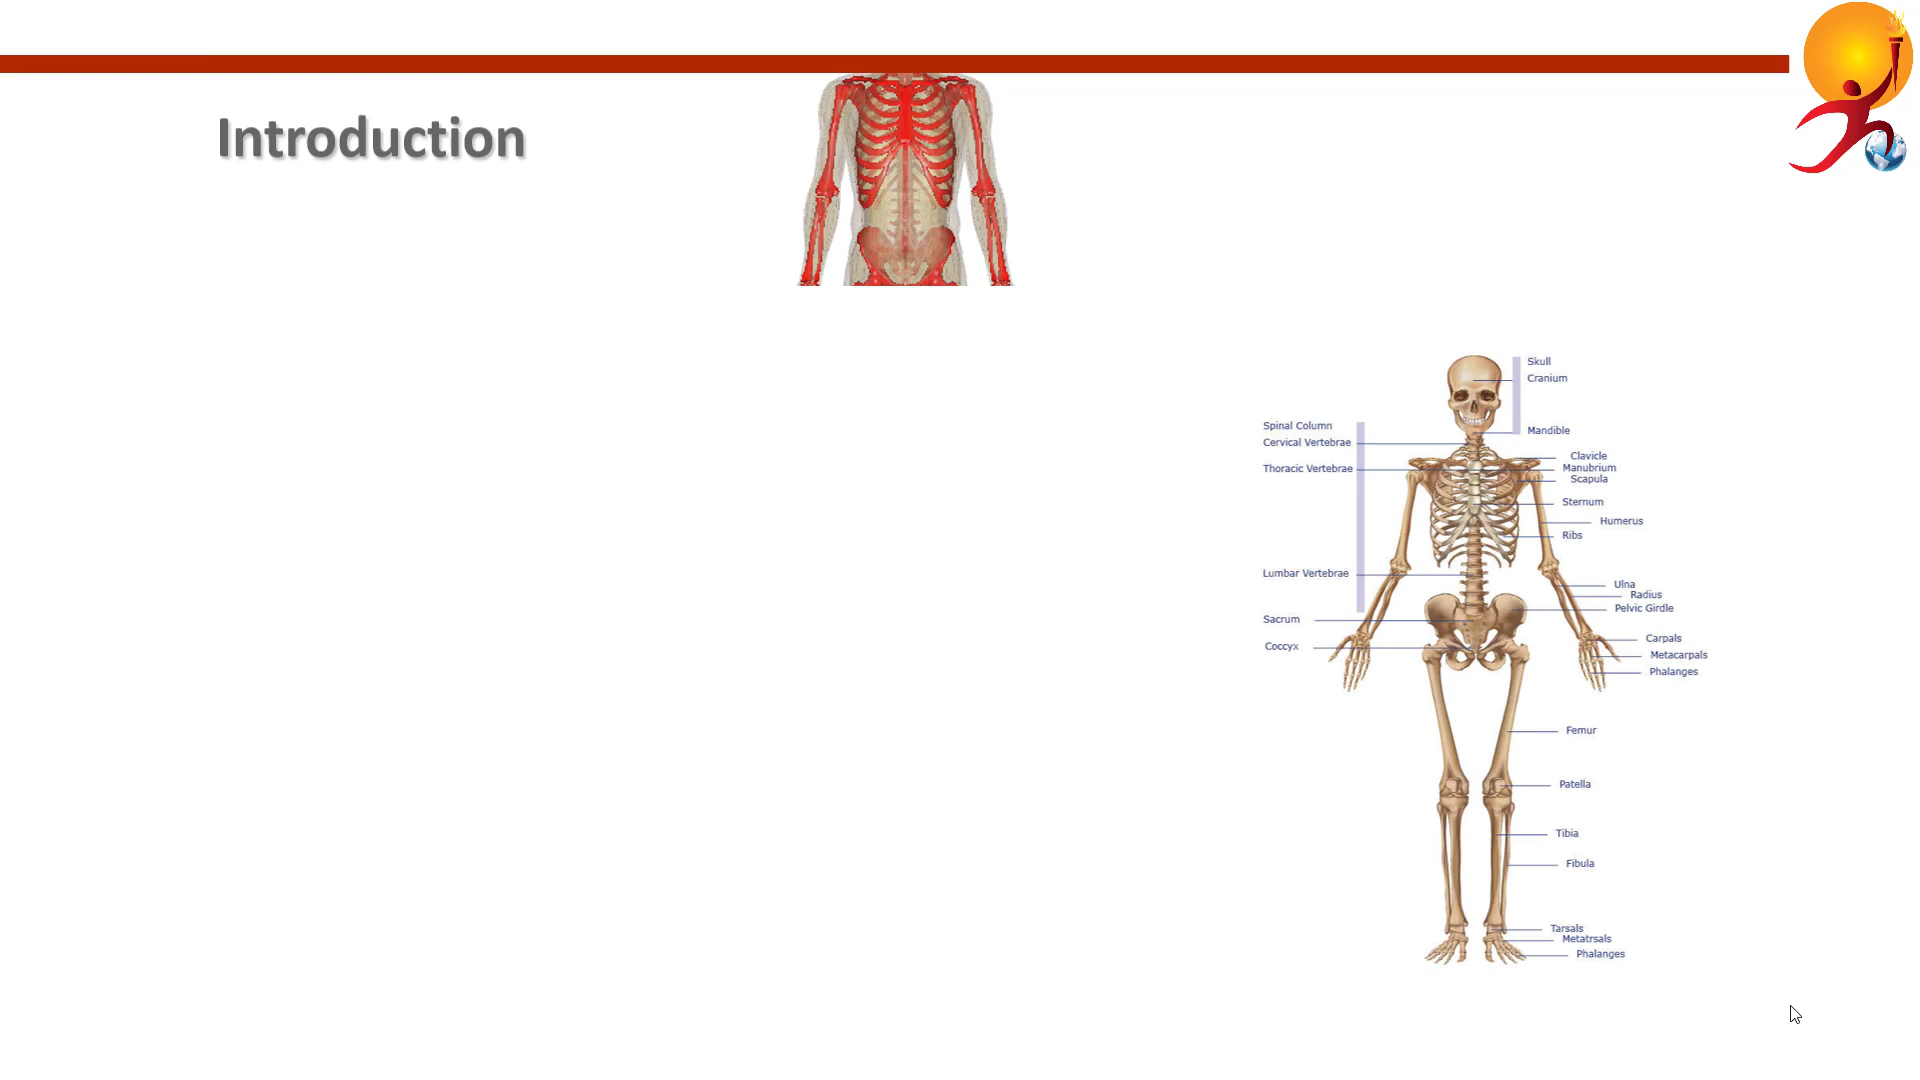 Introduction
Skull
Cranium
Mandible
Spinal Column
Cervical Vertebrae
Thoracic Vertebrae
Lumbar Vertebrae
Sacrum
Coccyx
Clavicle
Manubrium
Scapula
Sternum
Humerus
Ribs
Ulna
Radius
Pelvic Girdle
Carpals
Metacarpals
Phalanges
Femur
Patella
Tibia
Fibula
Tarsals
Metatrsals
Phalanges